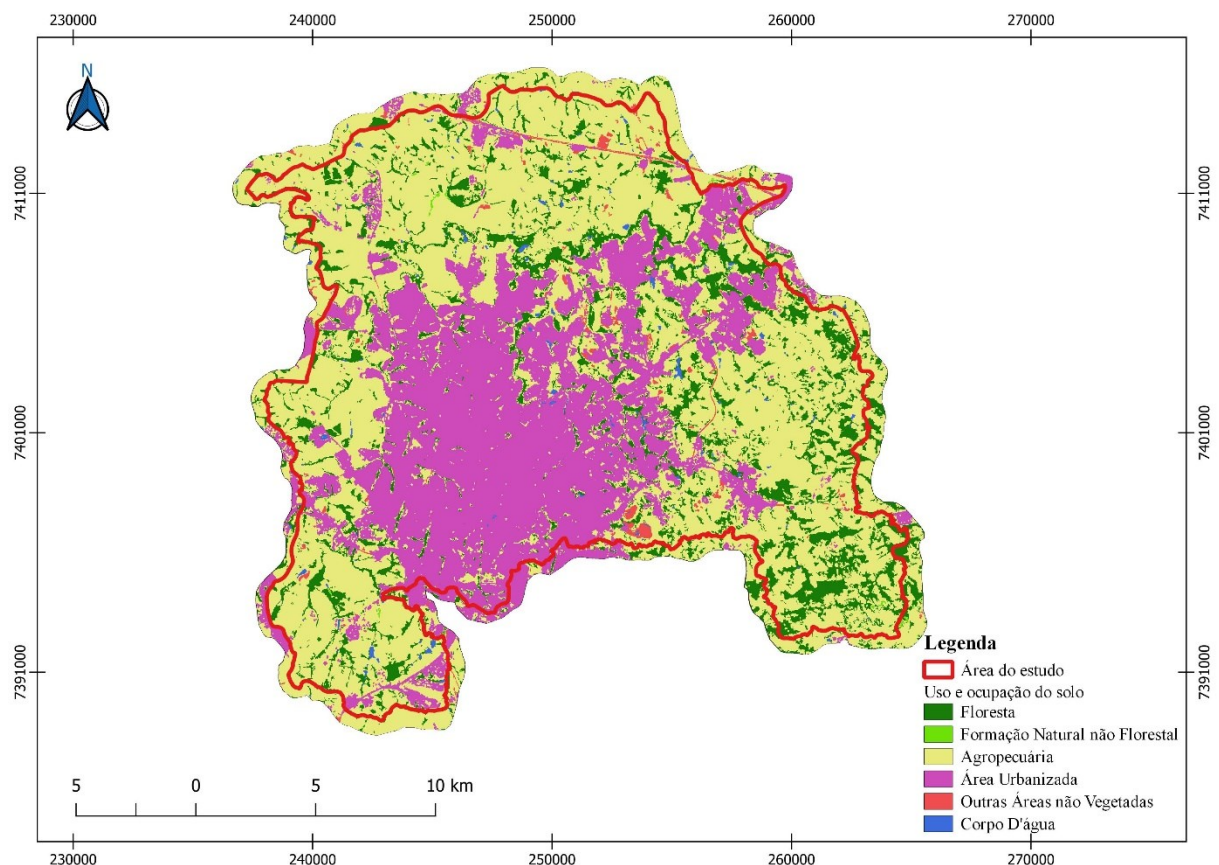 230000 240000 250000 260000 270000
N
7411000 7411000
7401000 7401000
7391000 7391000
Legenda
Área do estudo
Uso e ocupação do solo
Floresta
Formação Natural não Florestal
Agropecuária
Área Urbanizada
Outras Áreas não Vegetadas
Corpo D'água
5 0 5 10 km
230000 240000 250000 260000 270000